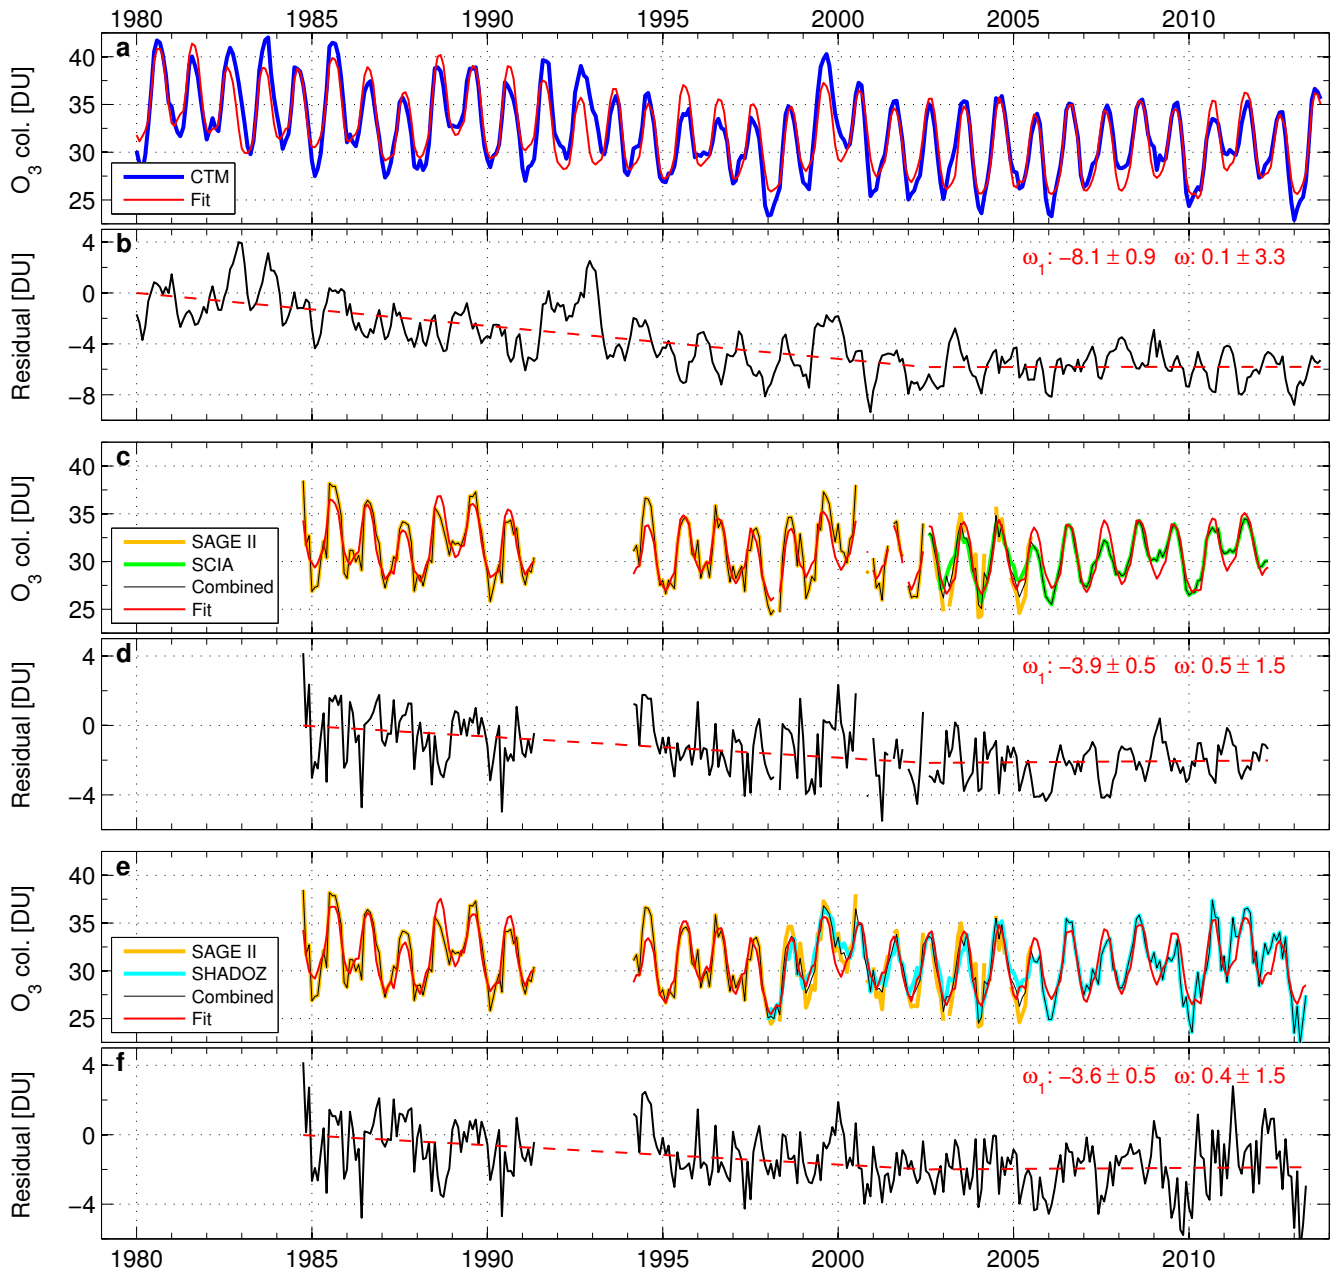 1980 1985 1990 1995 2000 2005 2010
a
40
35
30
25
O3 col. [DU]
CTM
Fit
b
ω1: −8.1 ± 0.9 ω: 0.1 ± 3.3
4
0
−4
−8
Residual [DU]
c
40
35
30
25
O3 col. [DU]
SAGE II
SCIA
Combined
Fit
d
ω1: −3.9 ± 0.5 ω: 0.5 ± 1.5
4
0
−4
Residual [DU]
e
40
35
30
25
O3 col. [DU]
SAGE II
SHADOZ
Combined
Fit
f
ω1: −3.6 ± 0.5 ω: 0.4 ± 1.5
4
0
−4
Residual [DU]
1980 1985 1990 1995 2000 2005 2010